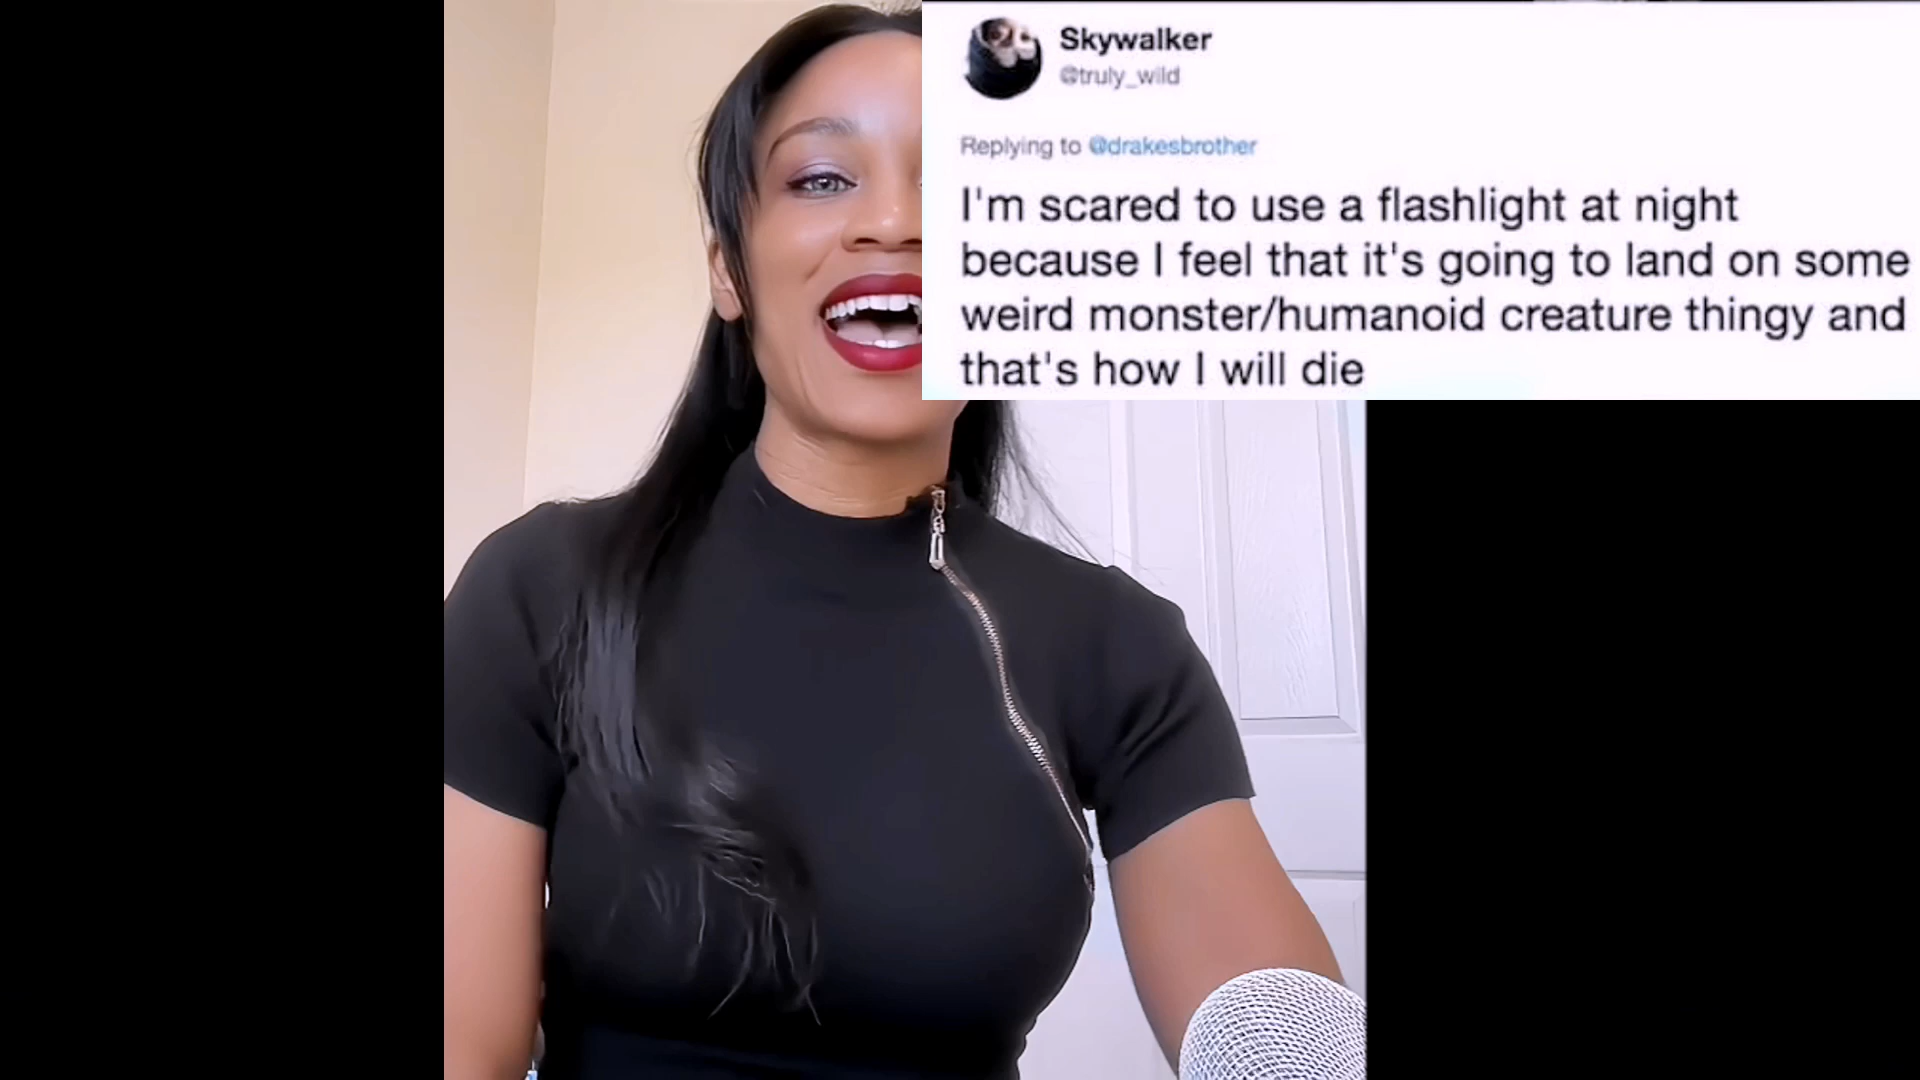 Skywalker
@truly_wild
Replying to @drakesbrother
I'm scared to use a flashlight at night
because I feel that it's going to land on some
weird monster/humanoid creature thingy and
that's how I will die